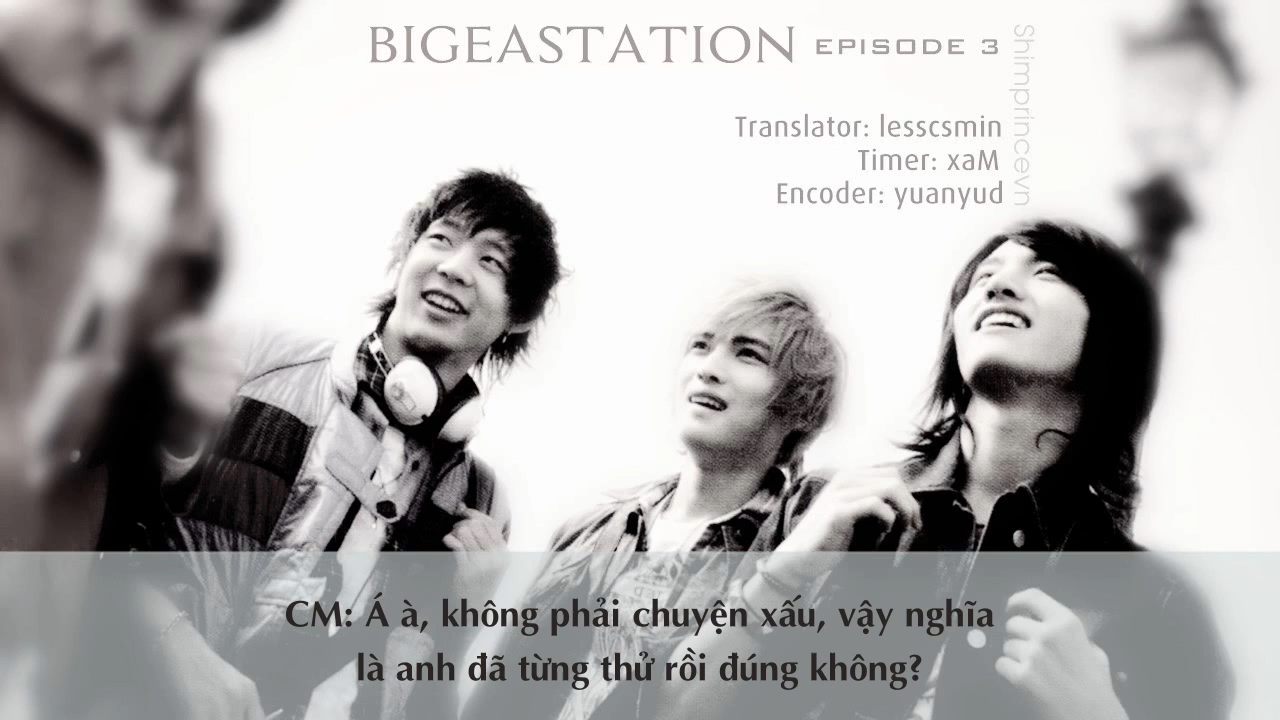 BIGEASTATION EPISODE 3
Shimprincevn
Translator: lesscsmin
Timer: xaM
Encoder: yuanyud
CM: Á à, không phải chuyện xấu, vậy nghĩa
là anh đã từng thử rồi đúng không?